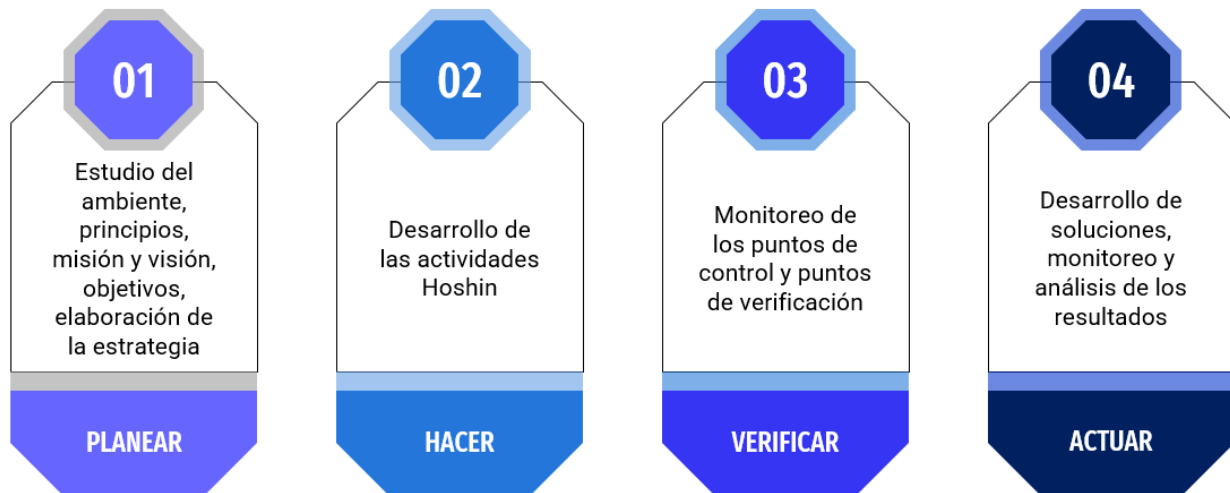 01
Estudio del
ambiente,
principios,
misión y visión,
objetivos,
elaboración de
la estrategia
PLANEAR
02
Desarrollo de
las actividades
Hoshin
HACER
03
Monitoreo de
los puntos de
control y puntos
de verificación
VERIFICAR
04
Desarrollo de
soluciones,
monitoreo y
análisis de los
resultados
ACTUAR